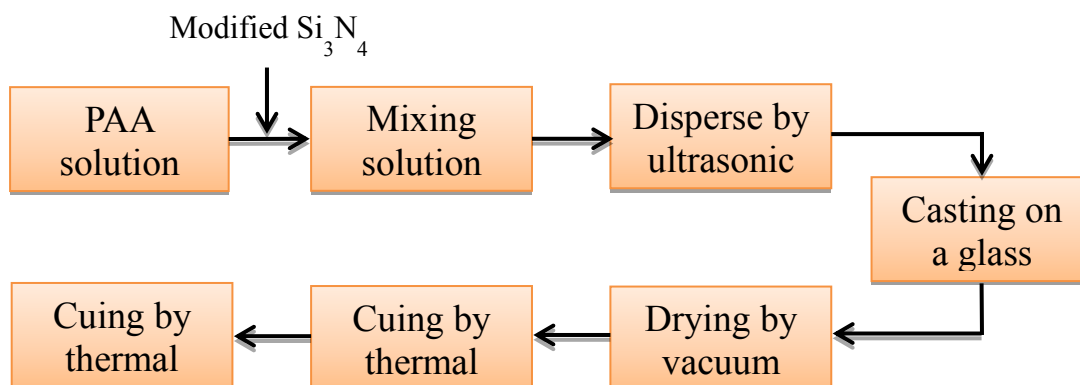 Modified Si₃N₄
PAA
solution
Mixing
solution
Disperse by
ultrasonic
Casting on
a glass
Drying by
vacuum
Cuing by
thermal
Cuing by
thermal